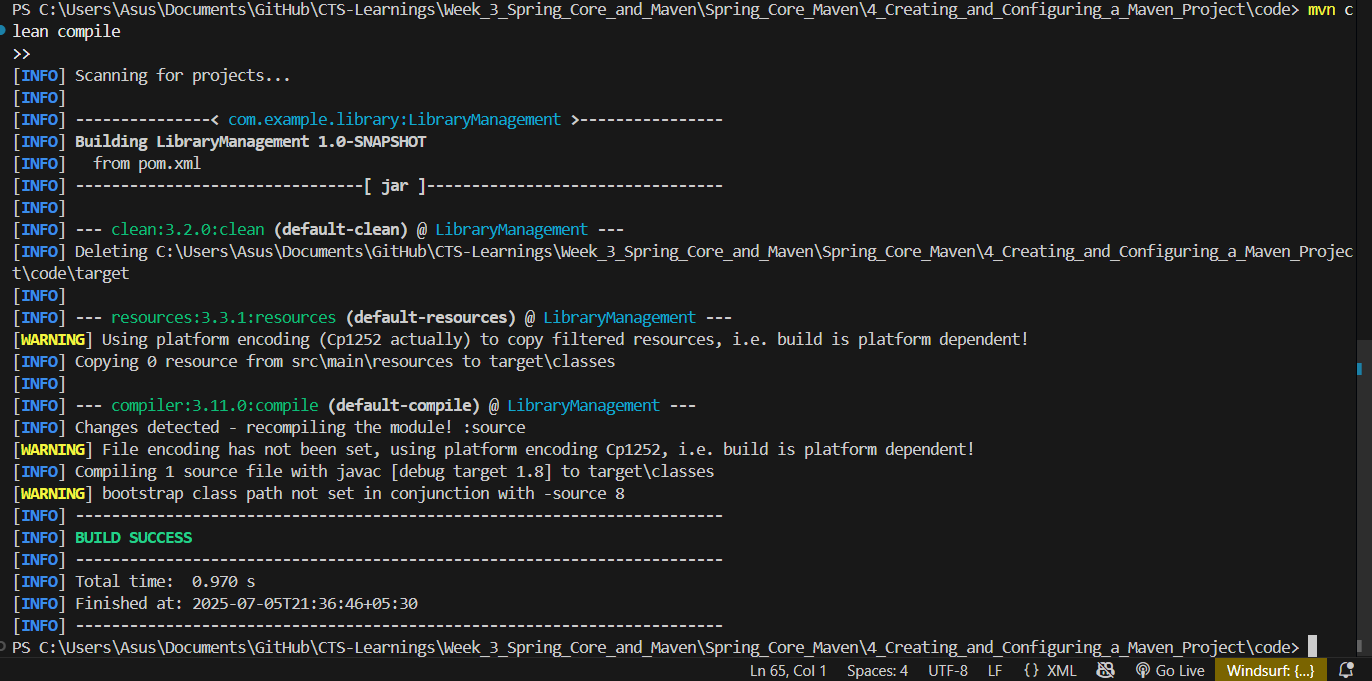 PS C:\Users\Asus\Documents\GitHub\CTS-Learnings\Week_3_Spring_Core_and_Maven\Spring_Core_Maven\4_Creating_and_Configuring_a_Maven_Project\code> mvn c
lean compile
>>
[INFO] Scanning for projects...
[INFO]
[INFO] ---------------< com.example.library:LibraryManagement >----------------
[INFO] Building LibraryManagement 1.0-SNAPSHOT
[INFO]   from pom.xml
[INFO] --------------------------------[ jar ]---------------------------------
[INFO]
[INFO] --- clean:3.2.0:clean (default-clean) @ LibraryManagement ---
[INFO] Deleting C:\Users\Asus\Documents\GitHub\CTS-Learnings\Week_3_Spring_Core_and_Maven\Spring_Core_Maven\4_Creating_and_Configuring_a_Maven_Projec
t\code\target
[INFO]
[INFO] --- resources:3.3.1:resources (default-resources) @ LibraryManagement ---
[WARNING] Using platform encoding (Cp1252 actually) to copy filtered resources, i.e. build is platform dependent!
[INFO] Copying 0 resource from src\main\resources to target\classes
[INFO]
[INFO] --- compiler:3.11.0:compile (default-compile) @ LibraryManagement ---
[INFO] Changes detected - recompiling the module! :source
[WARNING] File encoding has not been set, using platform encoding Cp1252, i.e. build is platform dependent!
[INFO] Compiling 1 source file with javac [debug target 1.8] to target\classes
[WARNING] bootstrap class path not set in conjunction with -source 8
[INFO] ------------------------------------------------------------------------
[INFO] BUILD SUCCESS
[INFO] ------------------------------------------------------------------------
[INFO] Total time:  0.970 s
[INFO] Finished at: 2025-07-05T21:36:46+05:30
[INFO] ------------------------------------------------------------------------
PS C:\Users\Asus\Documents\GitHub\CTS-Learnings\Week_3_Spring_Core_and_Maven\Spring_Core_Maven\4_Creating_and_Configuring_a_Maven_Project\code>
Ln 65, Col 1 Spaces: 4 UTF-8 LF {} XML Go Live Windsurf: {...}